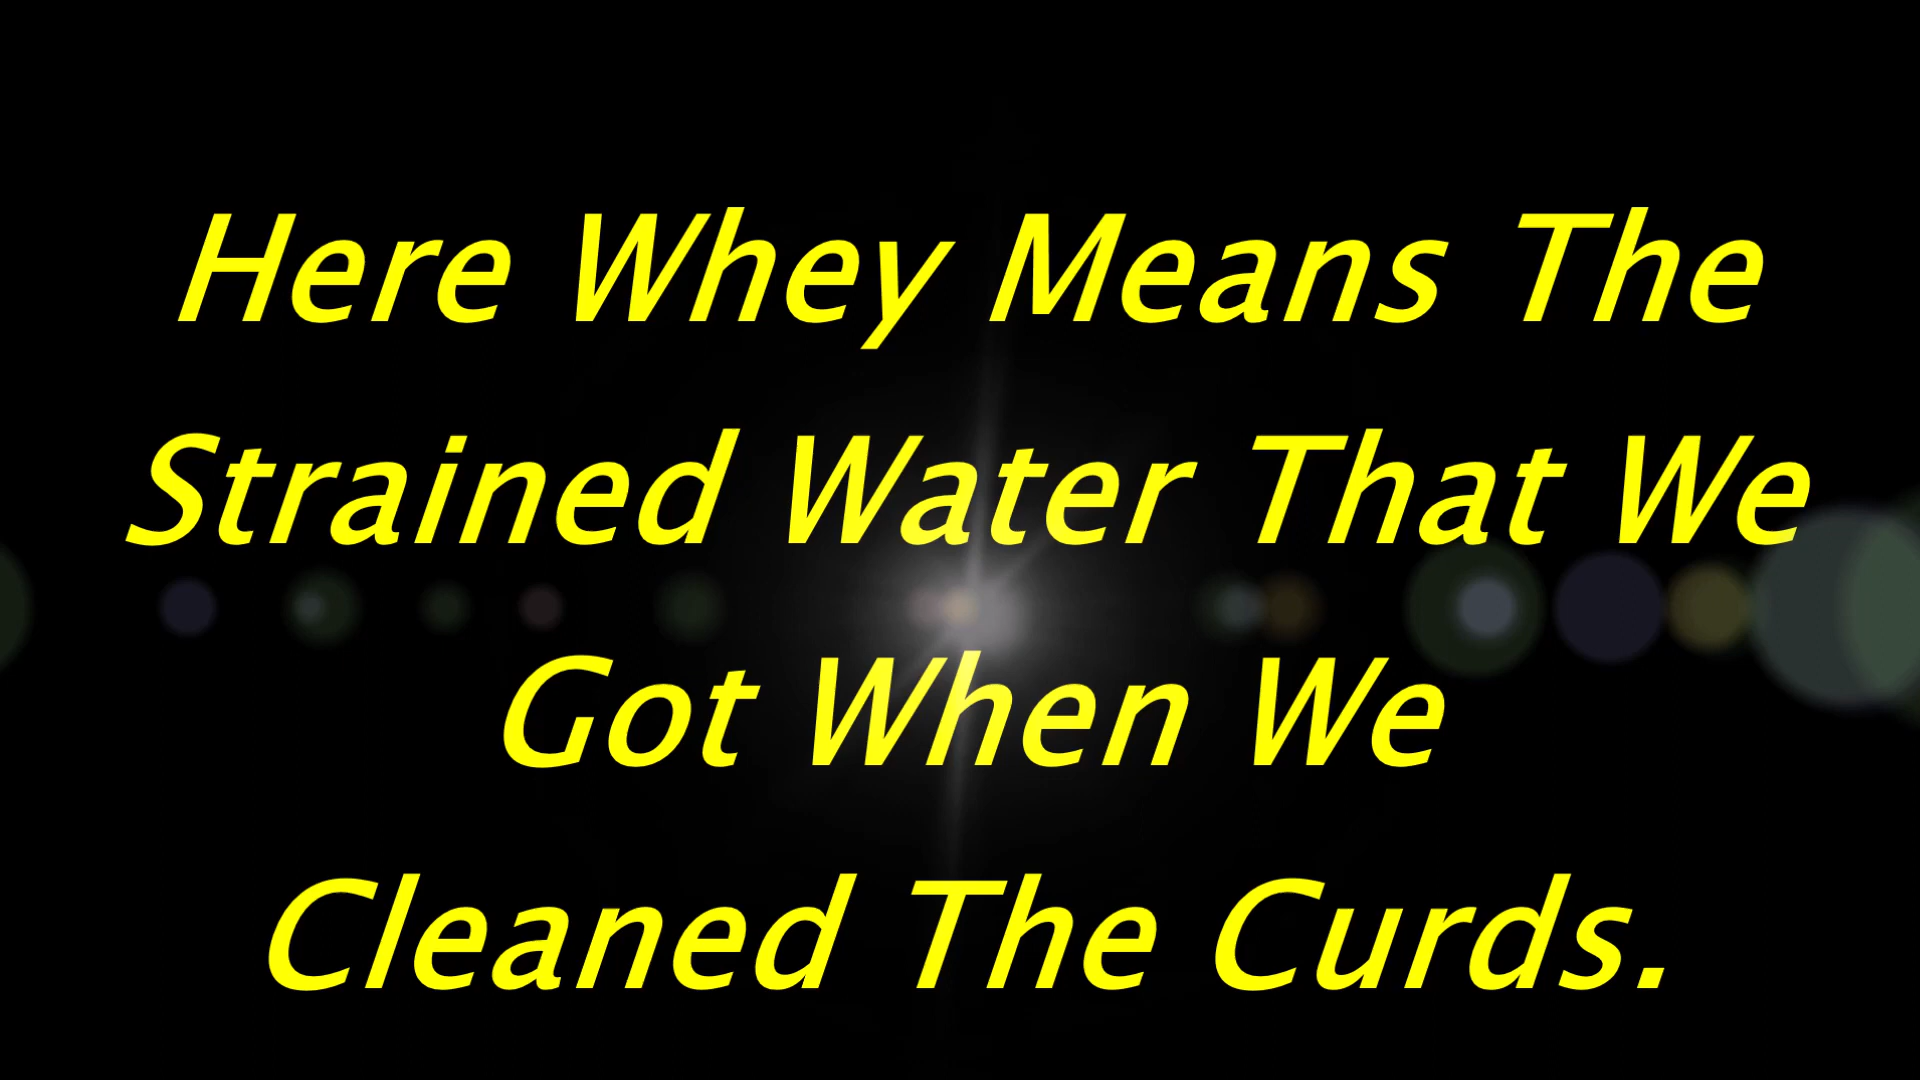 Here Whey Means The
Strained Water That We
Got When We
Cleaned The Curds.